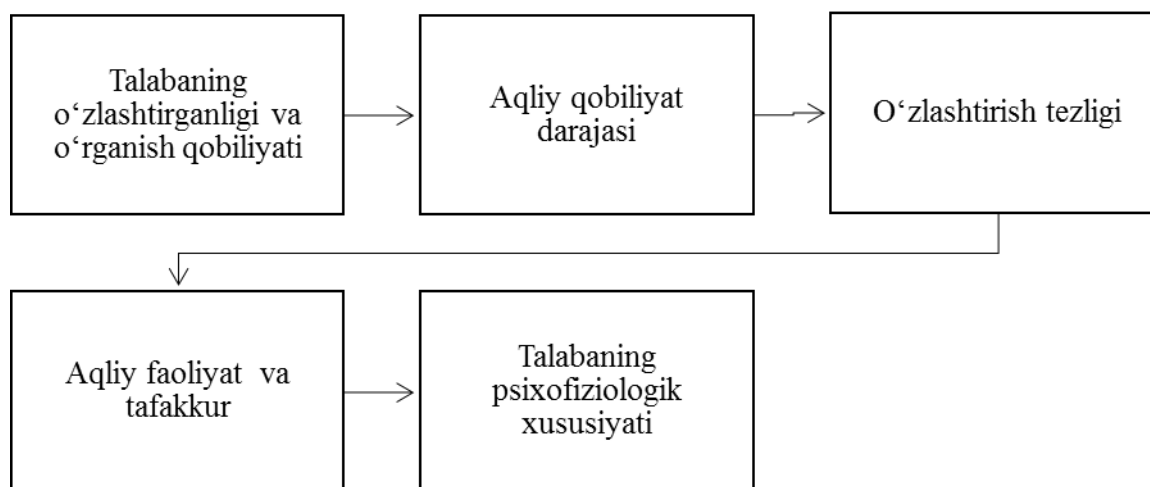 Talabaning
o‘zlashtirganligi va
o‘rganish qobiliyati
Aqliy qobiliyat
darajasi
O‘zlashtirish tezligi
Aqliy faoliyat va
tafakkur
Talabaning
psixofiziologik
xususiyati